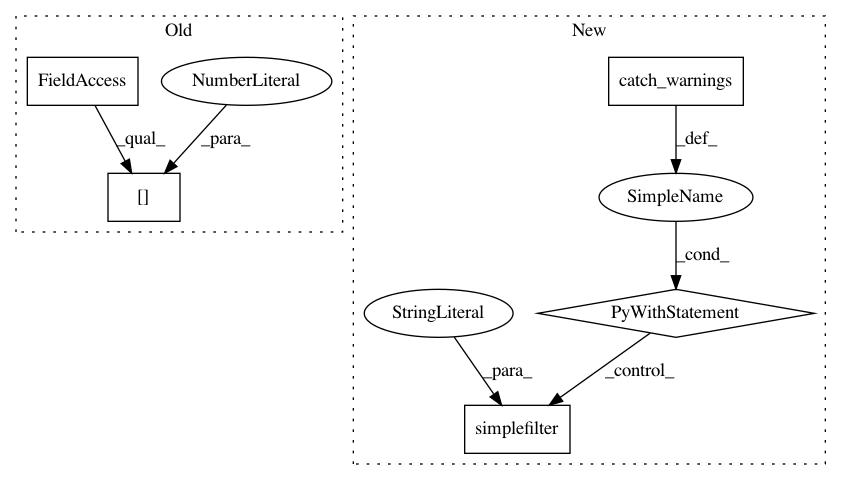 Old
New
FieldAccess
NumberLiteral
catch_warnings
_qual_
_para_
_def_
[]
SimpleName
_cond_
StringLiteral
PyWithStatement
_para_
_control_
simplefilter